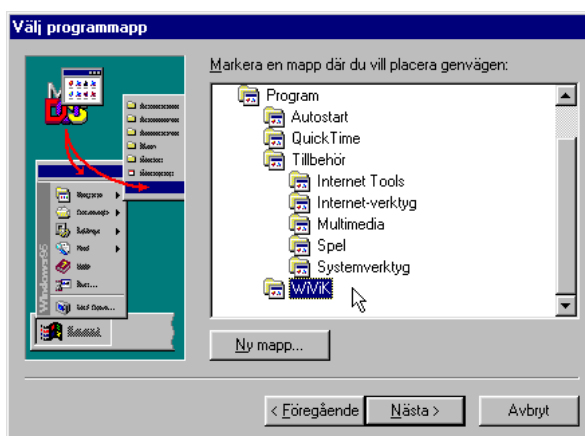 Välj programmapp
Markera en mapp där du vill placera genvägen:
Program
Autostart
QuickTime
Tillbehör
Internet Tools
Internet-verktyg
Multimedia
Spel
Systemverktyg
WiViK
Ny mapp...
< Föregående
Nästa >
Avbryt
Windows95